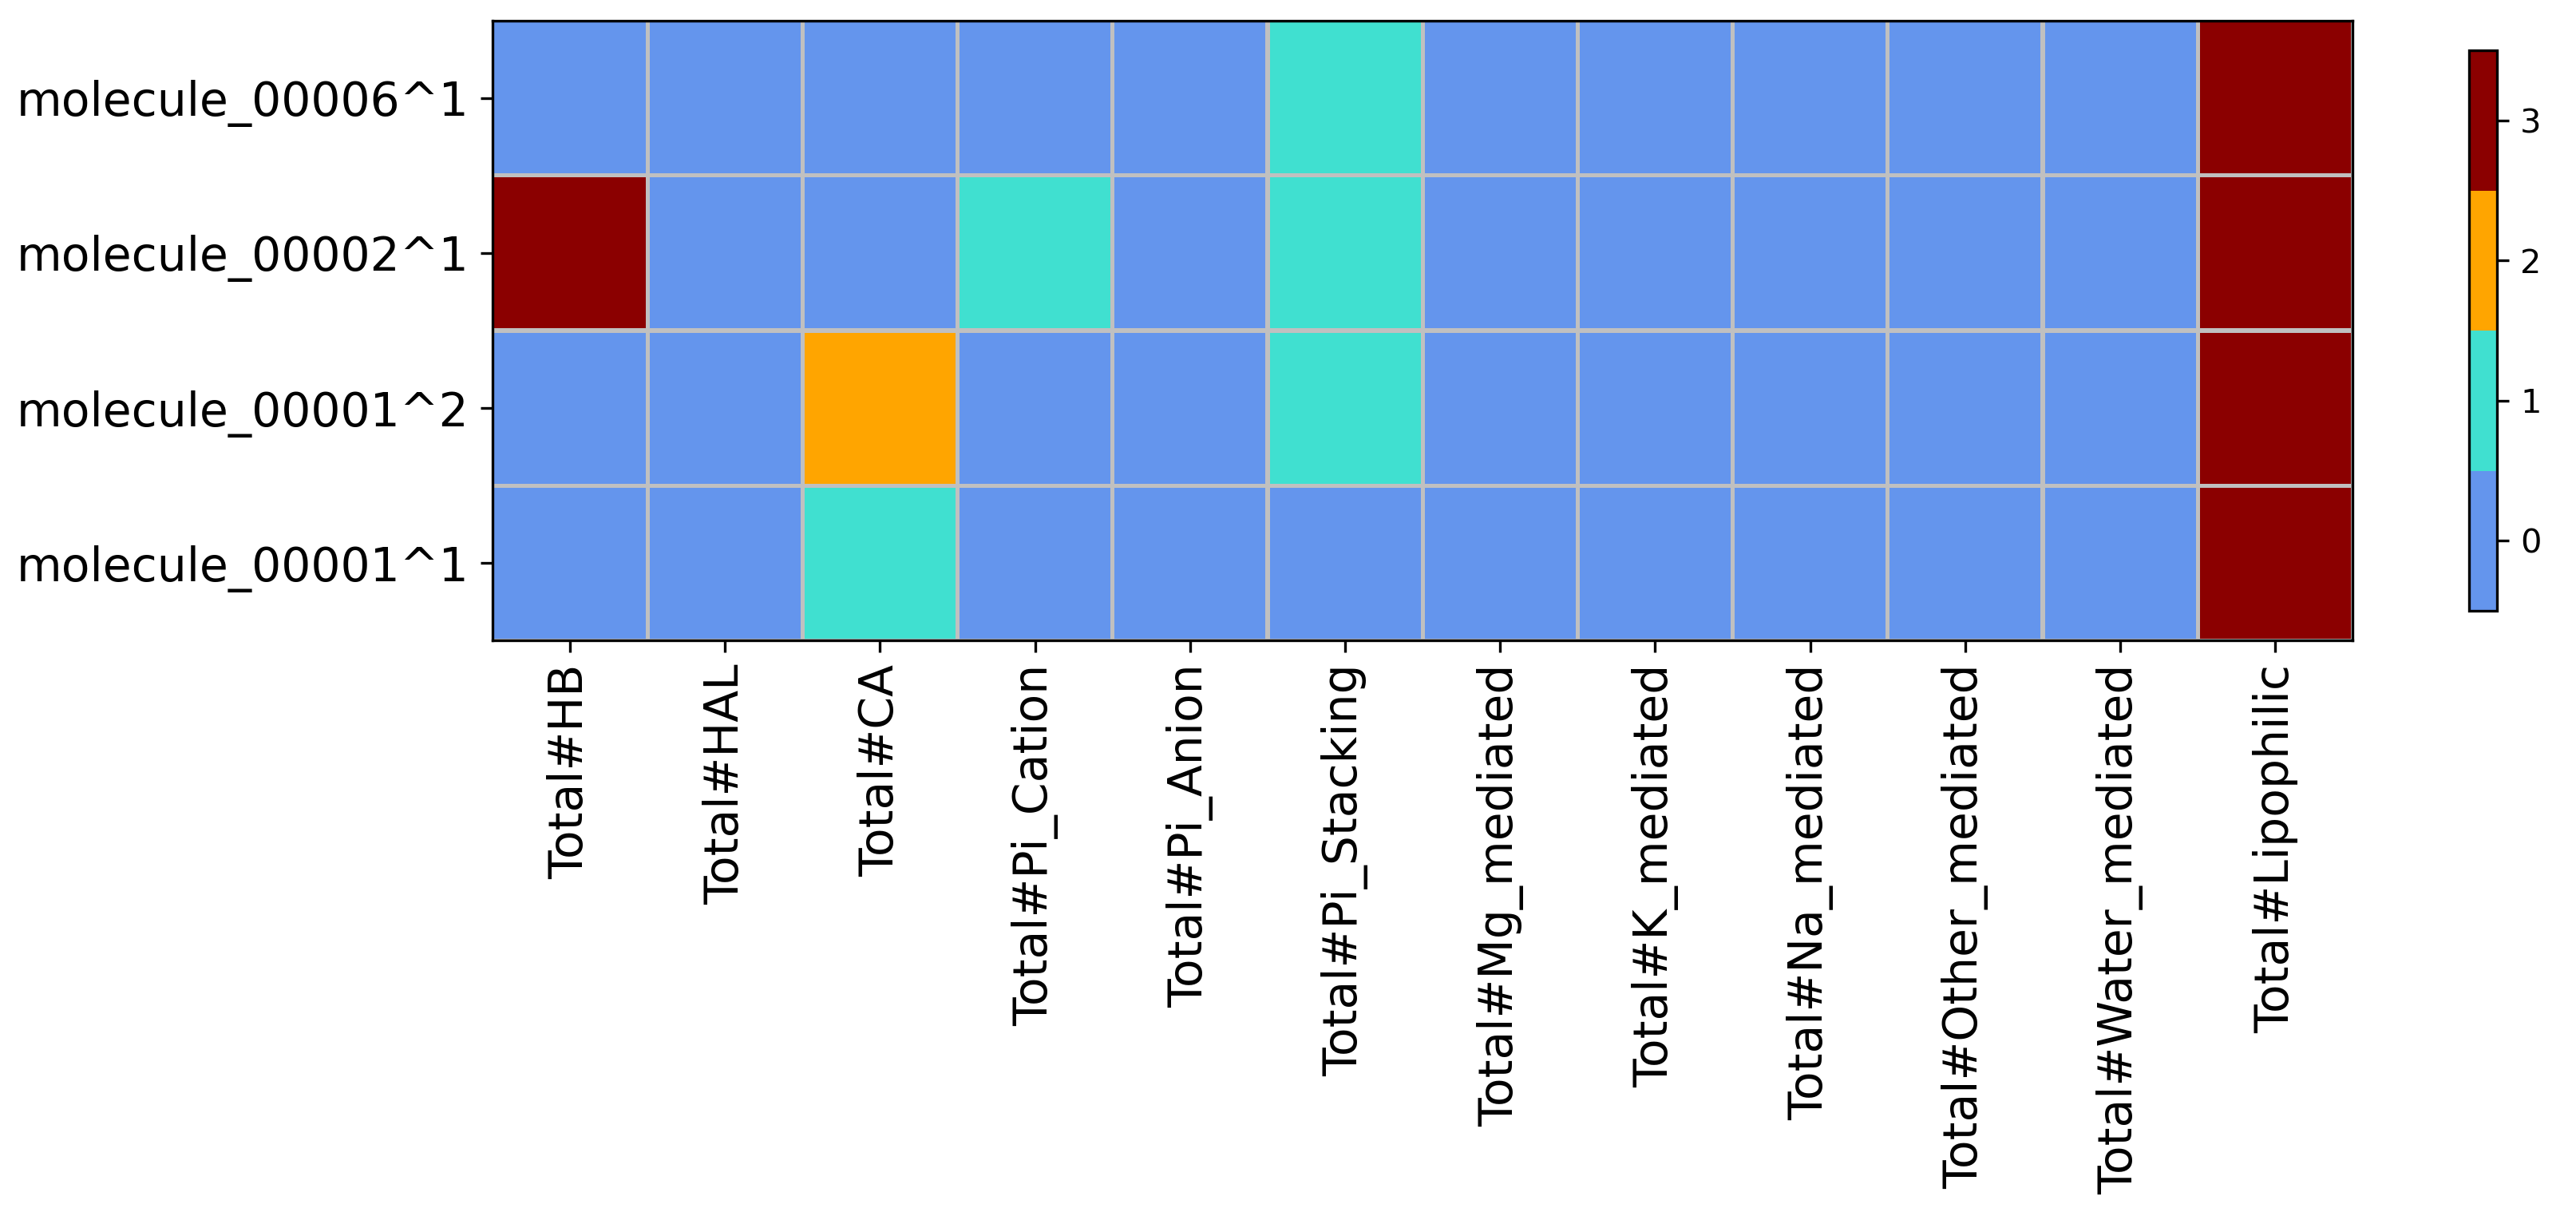 molecule_00006^1
molecule_00002^1
molecule_00001^2
molecule_00001^1
Total#HB
Total#HAL
Total#CA
Total#Pi_Cation
Total#Pi_Anion
Total#Pi_Stacking
Total#Mg_mediated
Total#K_mediated
Total#Na_mediated
Total#Other_mediated
Total#Water_mediated
Total#Lipophilic
3
2
1
0